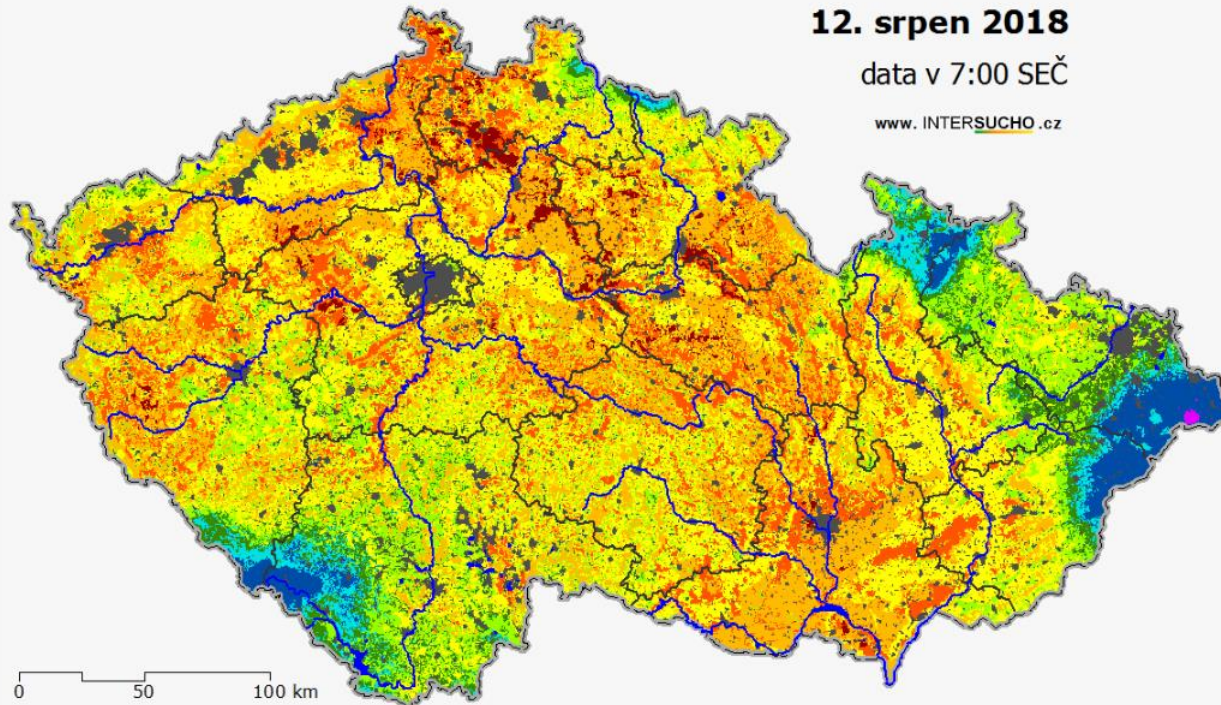 12. srpen 2018
data v 7:00 SEČ
www. INTERSUCHO .cz
0 50 100 km